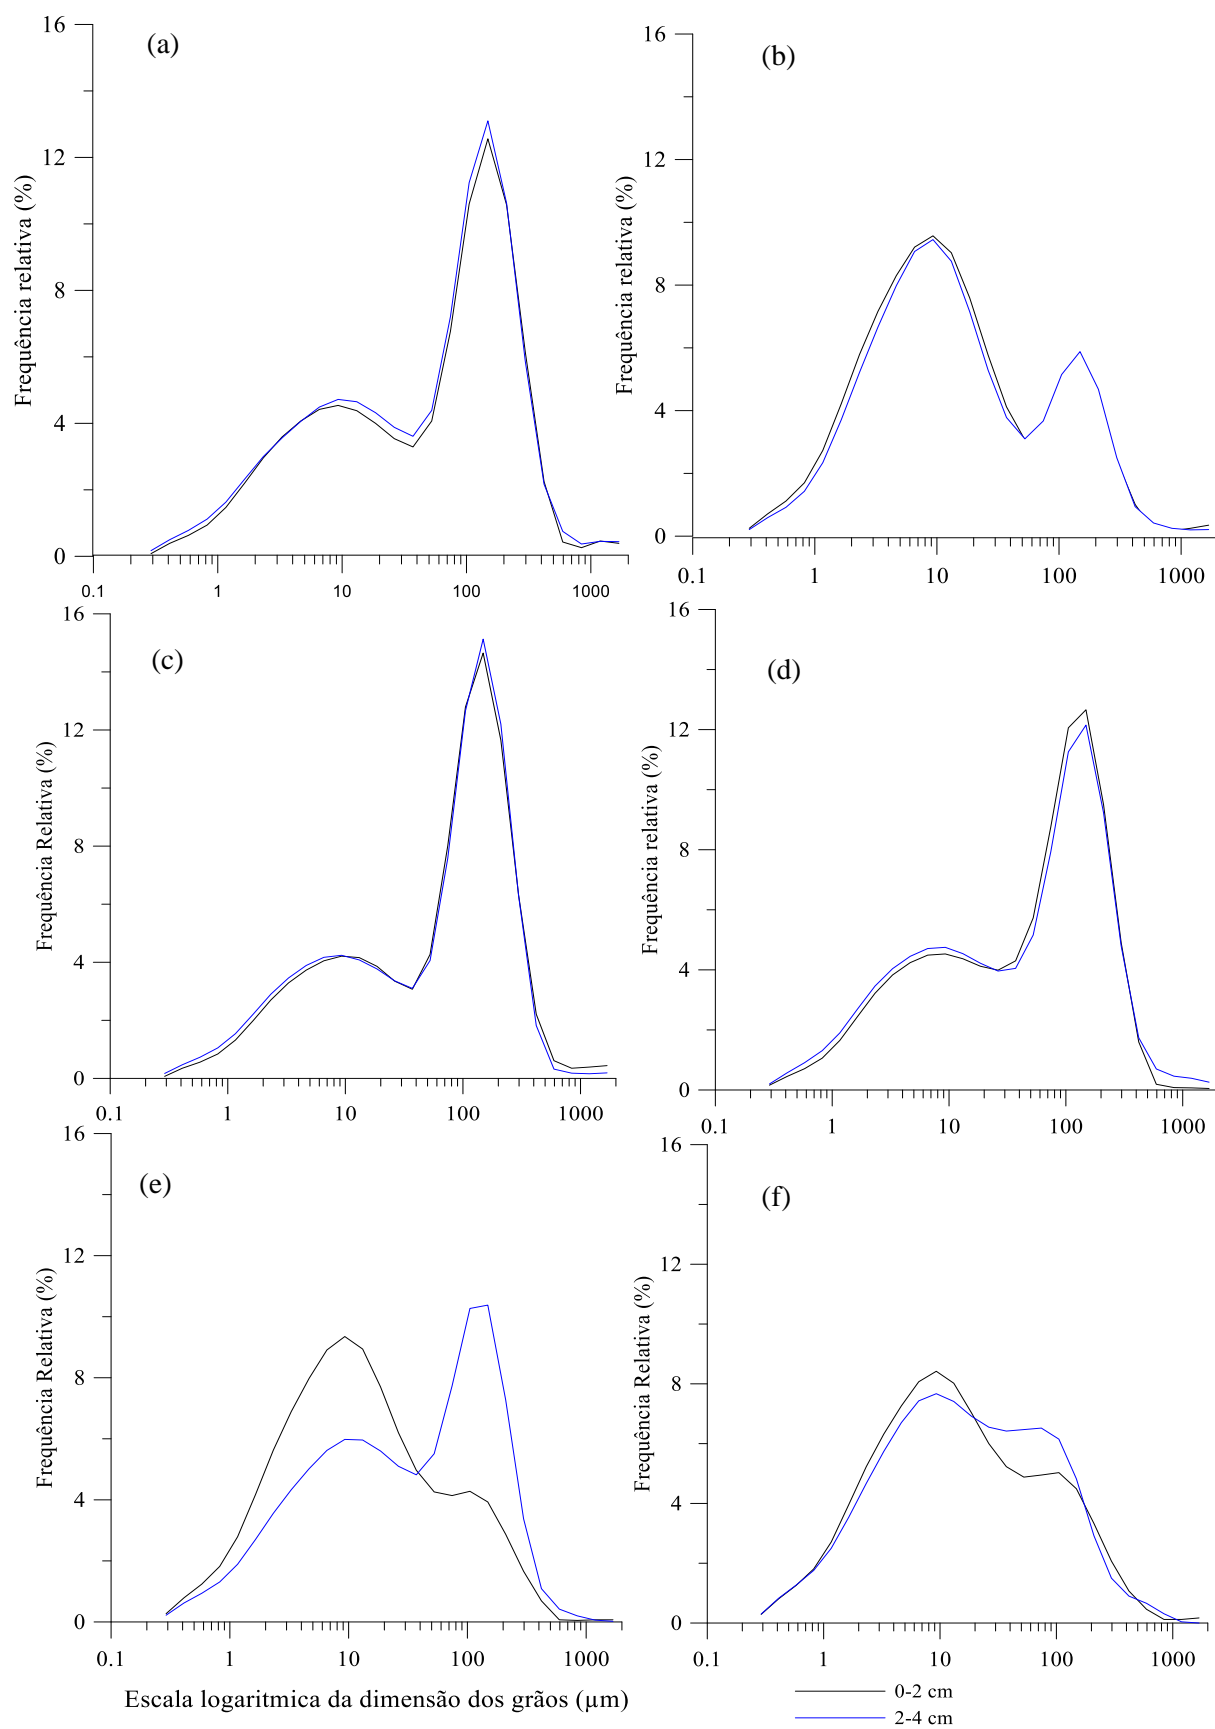 (a)
16
12
8
4
0
Frequência relativa (%)
0.1 1 10 100 1000
(b)
16
12
8
4
0
Frequência relativa (%)
0.1 1 10 100 1000
(c)
16
12
8
4
0
Frequência Relativa (%)
0.1 1 10 100 1000
(d)
16
12
8
4
0
Frequência relativa (%)
0.1 1 10 100 1000
(e)
16
12
8
4
0
Frequência Relativa (%)
0.1 1 10 100 1000
(f)
16
12
8
4
0
Frequência Relativa (%)
0.1 1 10 100 1000
Escala logaritmica da dimensão dos grãos (µm)
0-2 cm
2-4 cm